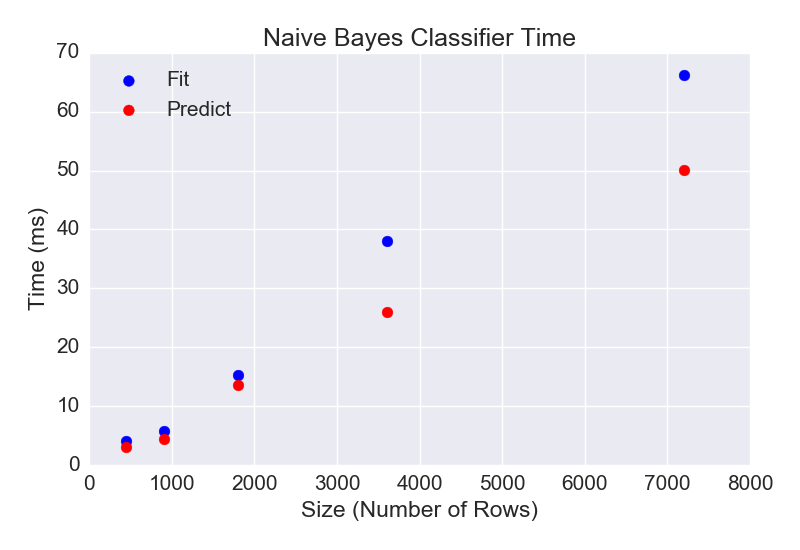 Naive Bayes Classifier Time
70
60
50
40
30
20
10
0
Fit
Predict
Time (ms)
0 1000 2000 3000 4000 5000 6000 7000 8000
Size (Number of Rows)